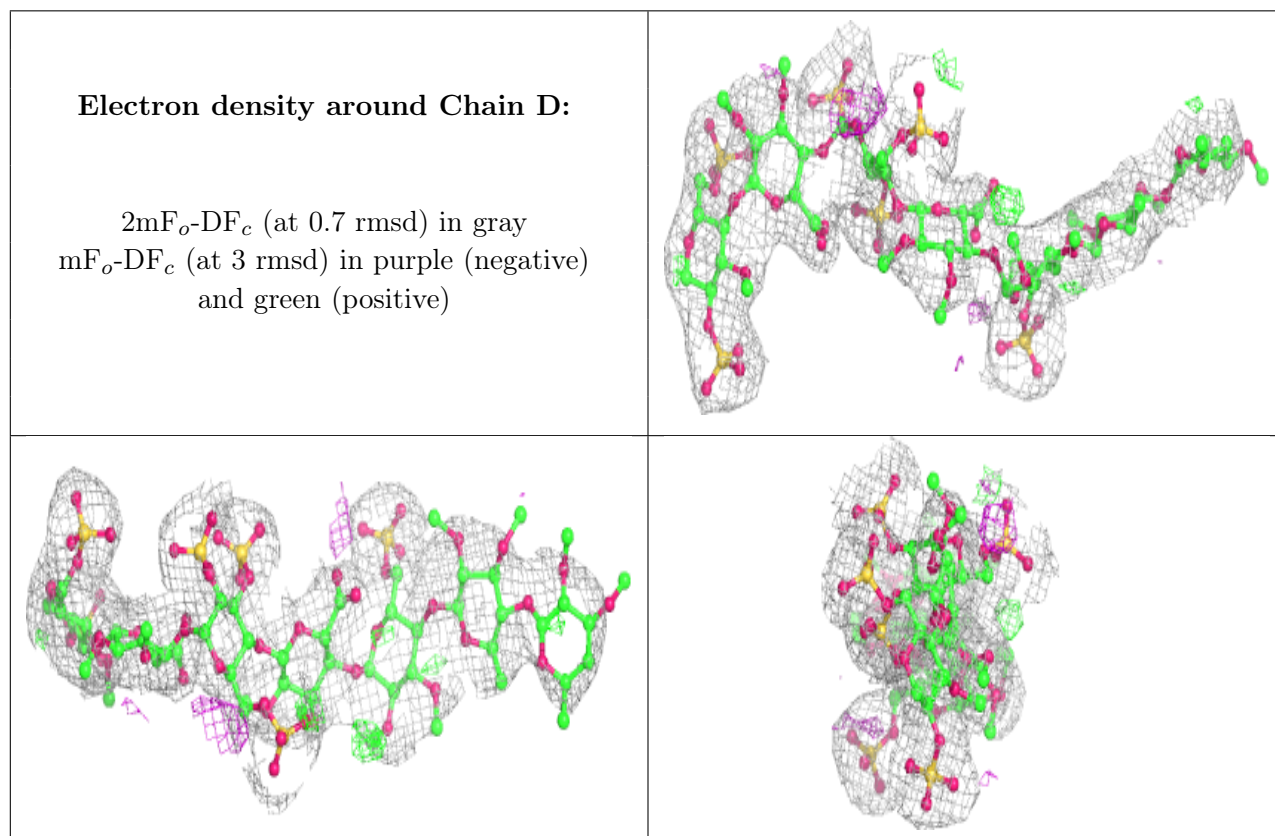 Electron density around Chain D:
2mFo-DFc (at 0.7 rmsd) in gray
mFo-DFc (at 3 rmsd) in purple (negative)
and green (positive)